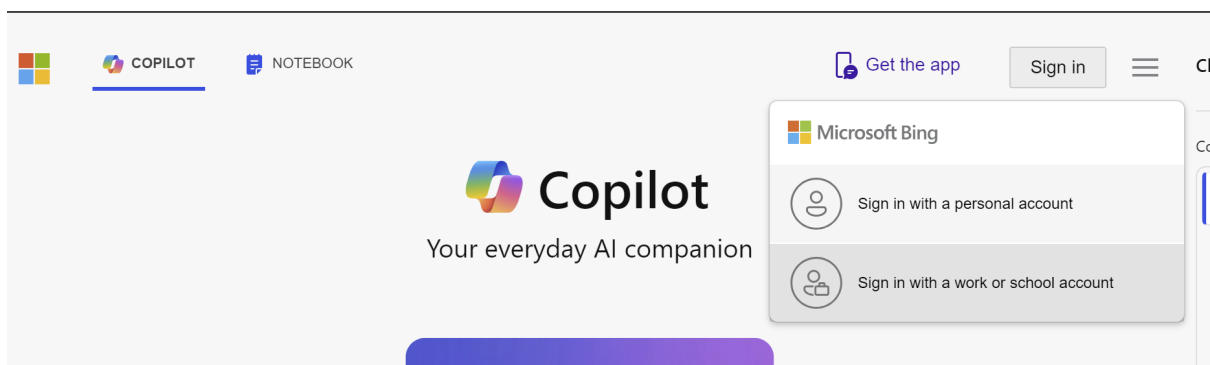 COPILOT
NOTEBOOK
Get the app
Sign in
Microsoft Bing
Sign in with a personal account
Sign in with a work or school account
Copilot
Your everyday AI companion